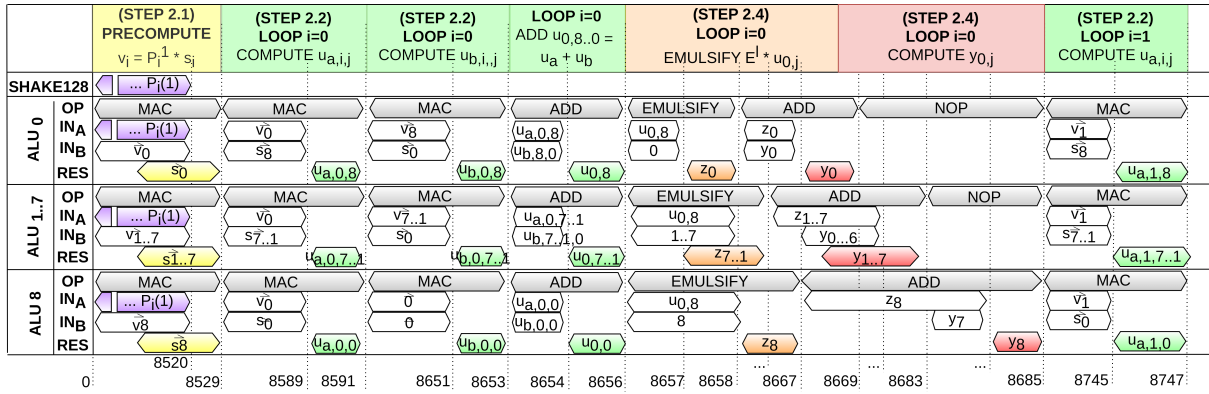 (STEP 2.1) (STEP 2.2) (STEP 2.2) LOOP i=0 (STEP 2.4) (STEP 2.4) (STEP 2.2)
PRECOMPUTE LOOP i=0 LOOP i=0 ADD u0,8..0 = LOOP i=0 LOOP i=0 LOOP i=1
vi = Pi1 * sj COMPUTE ua,i,j COMPUTE ub,i,,j ua + ub EMULSIFY El * u0,j COMPUTE y0,j COMPUTE ua,i,j
SHAKE128 ... Pi(1)
ALU 0
OP MAC MAC MAC ADD EMULSIFY ADD NOP MAC
INA ... Pi(1) v0 v8 ua,0,8 u0,8 z0 v1
INB v0 s8 s0 ub,8,0 0 y0 s8
RES s0 ua,0,8 ub,0,8 u0,8 z0 y0 ua,1,8
ALU 1..7
OP MAC MAC MAC ADD EMULSIFY ADD NOP MAC
INA ... Pi(1) v0 v7..1 ua,0,7..1 u0,8 z1..7 v1
INB v1..7 s7..1 s0 ub,7..1,0 1..7 y0...6 s7..1
RES s1..7 ua,0,7..1 ub,0,7..1 u0,7..1 z7..1 y1..7 ua,1,7..1
ALU 8
OP MAC MAC MAC ADD EMULSIFY ADD MAC
INA ... Pi(1) v0 0 ua,0,0 u0,8 z8 v1
INB v8 s0 0 ub,0,0 8 y7 s0
RES s8 ua,0,0 ub,0,0 u0,0 z8 y8 ua,1,0
8520 ... ... ...
0 8529 8589 8591 8651 8653 8654 8656 8657 8658 8667 8669 8683 8685 8745 8747